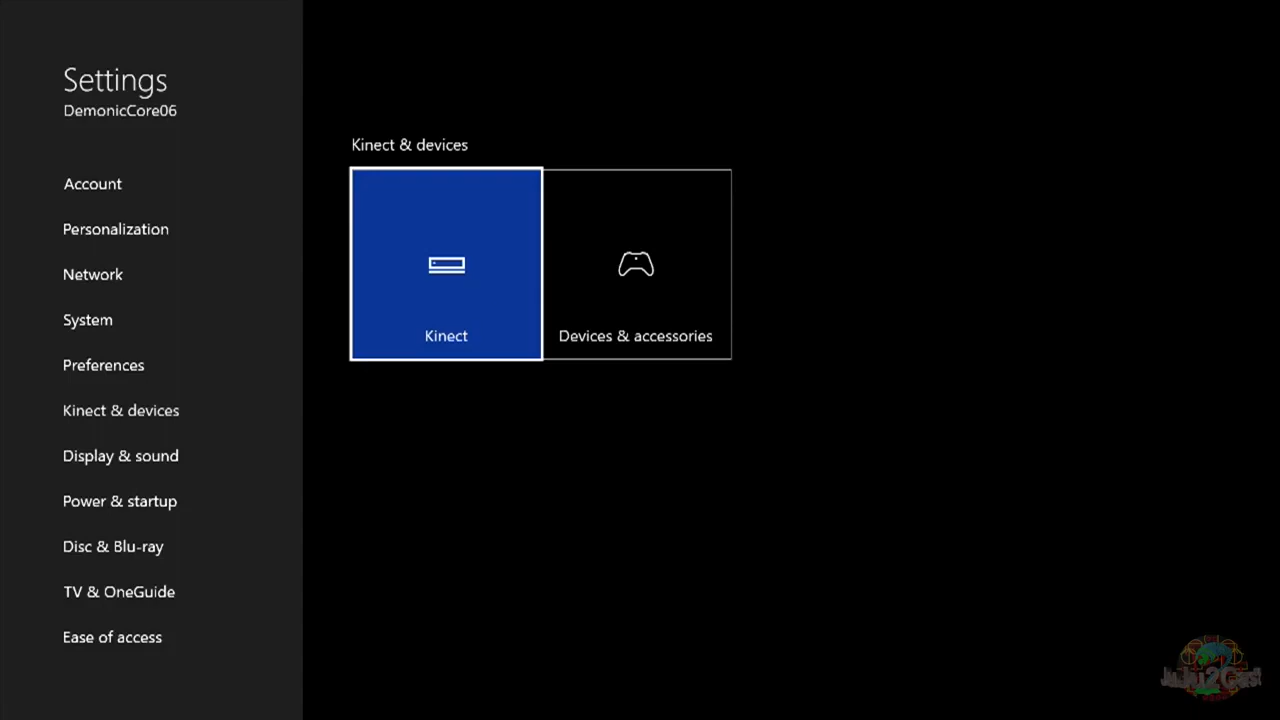 Settings
DemonicCore06
Account
Personalization
Network
System
Preferences
Kinect & devices
Display & sound
Power & startup
Disc & Blu-ray
TV & OneGuide
Ease of access
Kinect & devices
Kinect
Devices & accessories